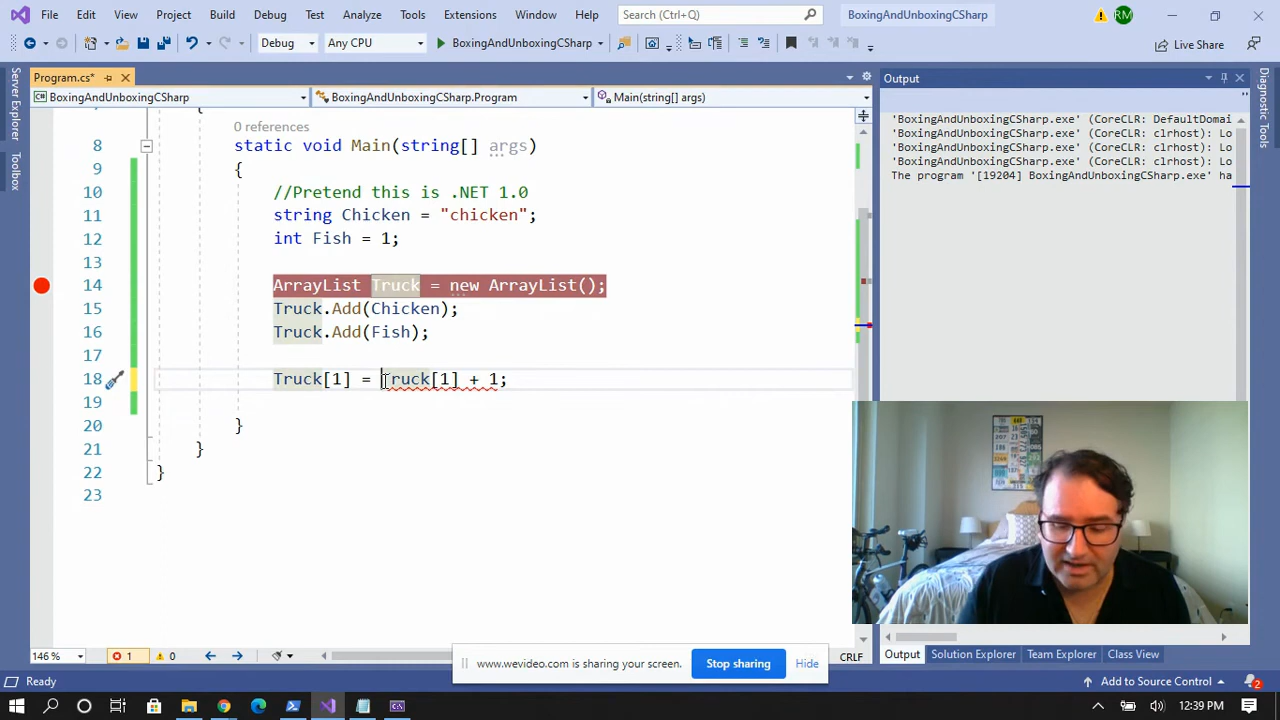 File Edit View Project Build Debug Test Analyze Tools Extensions Window Help Search (Ctrl+Q) BoxingAndUnboxingCSharp RM
Debug Any CPU BoxingAndUnboxingCSharp Live Share
Server Explorer
Toolbox
Diagnostic Tools
Program.cs*
BoxingAndUnboxingCSharp BoxingAndUnboxingCSharp.Program Main(string[] args)
0 references
8 static void Main(string[] args)
9 {
10 //Pretend this is .NET 1.0
11 string Chicken = "chicken";
12 int Fish = 1;
13
14 ArrayList Truck = new ArrayList();
15 Truck.Add(Chicken);
16 Truck.Add(Fish);
17
18 Truck[1] = Truck[1] + 1;
19
20 }
21 }
22 }
23
Output
'BoxingAndUnboxingCSharp.exe' (CoreCLR: DefaultDomai
'BoxingAndUnboxingCSharp.exe' (CoreCLR: clrhost): Lo
'BoxingAndUnboxingCSharp.exe' (CoreCLR: clrhost): Lo
'BoxingAndUnboxingCSharp.exe' (CoreCLR: clrhost): Lo
The program '[19204] BoxingAndUnboxingCSharp.exe' ha
146 % 1 0 CRLF
www.wevideo.com is sharing your screen. Stop sharing Hide
Output Solution Explorer Team Explorer Class View
Ready Add to Source Control 2
12:39 PM